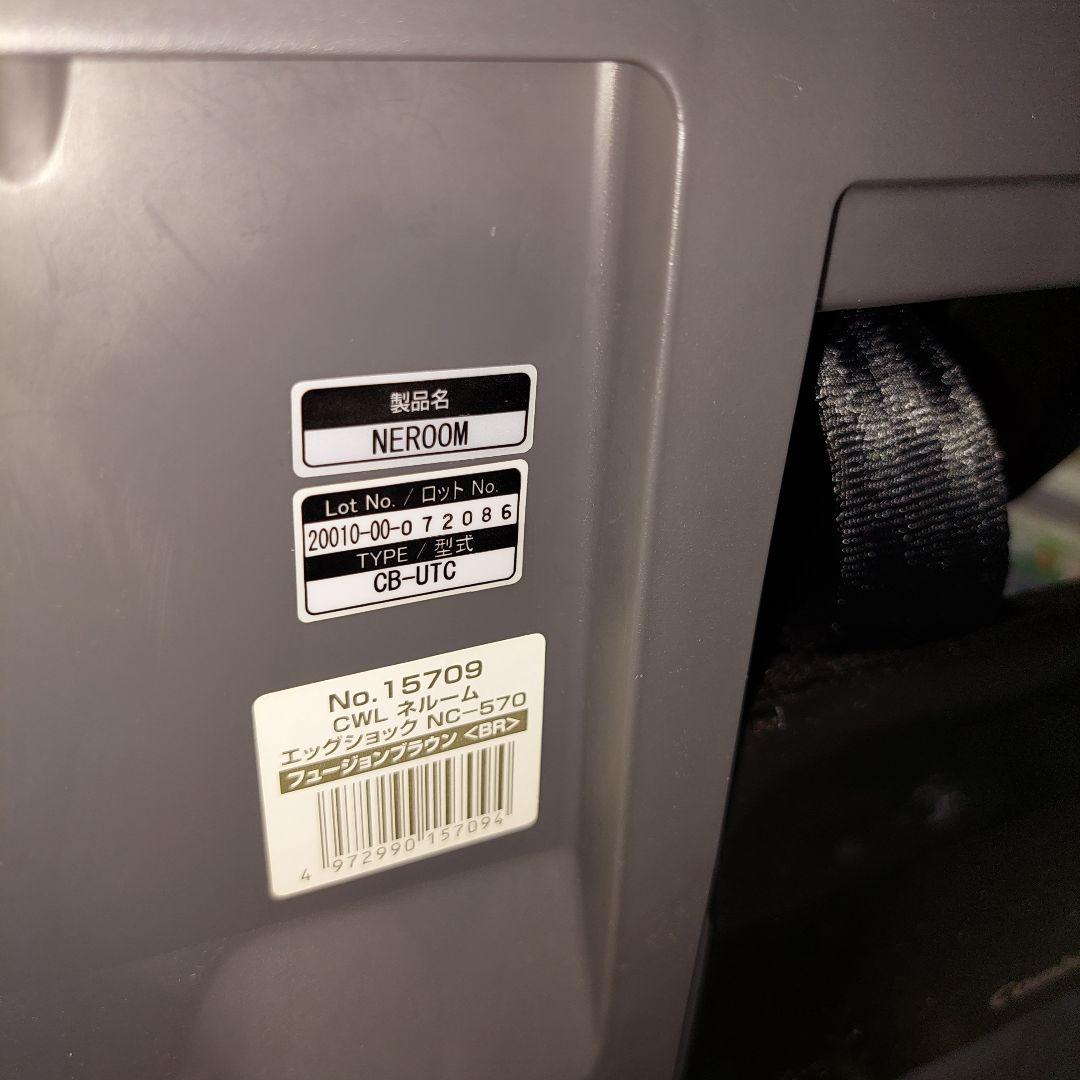 製品名
NEROOM
Lot No. / ロット No.
20010-00-072086
TYPE / 型式
CB-UTC
No.15709
CWL ネルーム
エッグショック NC-570
フュージョンブラウン <BR>
4 972990 157094